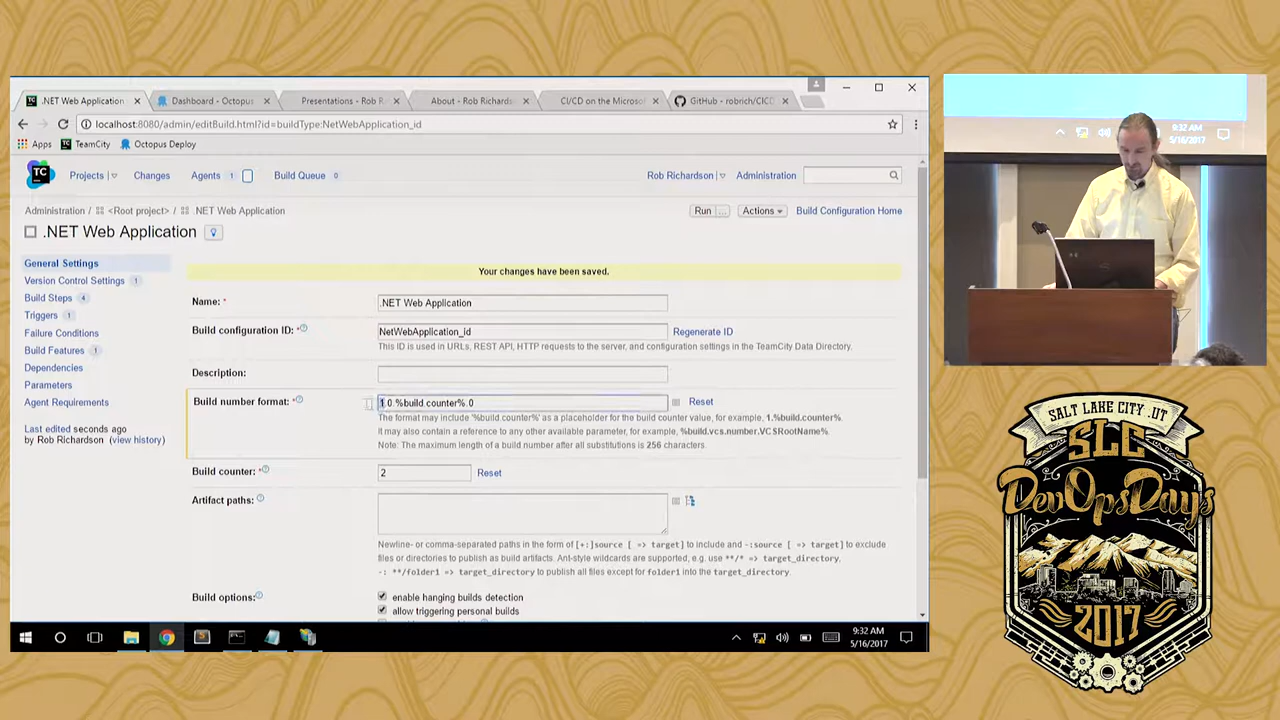 .NET Web Application
Dashboard - Octopus
Presentations - Rob R
About - Rob Richards
CI/CD on the Microso
GitHub - robrich/CICD
localhost:8080/admin/editBuild.html?id=buildType:NetWebApplication_id
Apps TeamCity Octopus Deploy
TC Projects Changes Agents 1 Build Queue 0 Rob Richardson Administration
Administration / <Root project> / .NET Web Application Run ... Actions Build Configuration Home
.NET Web Application
General Settings
Version Control Settings 1
Build Steps 4
Triggers 1
Failure Conditions
Build Features 1
Dependencies
Parameters
Agent Requirements
Last edited seconds ago
by Rob Richardson (view history)
Your changes have been saved.
Name: * .NET Web Application
Build configuration ID: * NetWebApplication_id Regenerate ID
This ID is used in URLs, REST API, HTTP requests to the server, and configuration settings in the TeamCity Data Directory.
Description:
Build number format: * 1.0.%build.counter%.0 Reset
The format may include '%build.counter%' as a placeholder for the build counter value, for example, 1.%build.counter%.
It may also contain a reference to any other available parameter, for example, %build.vcs.number.VCSRootName%.
Note: The maximum length of a build number after all substitutions is 256 characters.
Build counter: * 2 Reset
Artifact paths:
Newline- or comma-separated paths in the form of [+:]source [ => target] to include and -:source [ => target] to exclude
files or directories to publish as build artifacts. Ant-style wildcards are supported, e.g. use **/* => target_directory,
-: **/folder1 => target_directory to publish all files except for folder1 into the target_directory.
Build options: enable hanging builds detection
allow triggering personal builds
9:32 AM
5/16/2017
9:32 AM
5/16/2017
SALT LAKE CITY .UT
SLC
DevOpsDays
2017